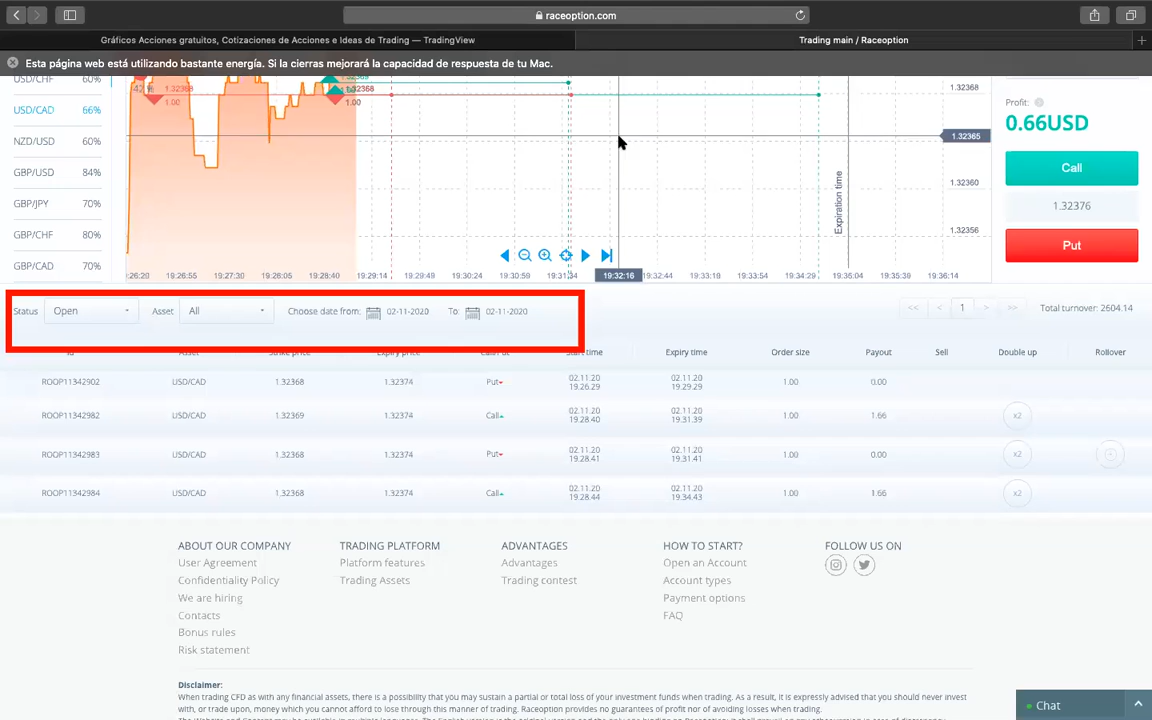 raceoption.com
Gráficos Acciones gratuitos, Cotizaciones de Acciones e Ideas de Trading — TradingView
Trading main / Raceoption
Esta página web está utilizando bastante energía. Si la cierras mejorará la capacidad de respuesta de tu Mac.
USD/CHF 60%
USD/CAD 66%
NZD/USD 60%
GBP/USD 84%
GBP/JPY 70%
GBP/CHF 80%
GBP/CAD 70%
1.32368
1.00
1.32369
1.32368
1.00
1.32368
1.32365
1.32360
1.32356
Expiration time
:26:20 19:26:55 19:27:30 19:28:05 19:28:40 19:29:14 19:29:49 19:30:24 19:30:59 19:31:34 19:32:16 19:32:44 19:33:19 19:33:54 19:34:29 19:35:04 19:35:39 19:36:14
Profit:
0.66USD
Call
1.32376
Put
Status Open Asset All Choose date from: 02-11-2020 To: 02-11-2020
<< < 1 > >> Total turnover: 2604.14
Id Asset Strike price Expiry price Call/Put Start time Expiry time Order size Payout Sell Double up Rollover
ROOP11342902 USD/CAD 1.32368 1.32374 Put 02.11.20 19.26.29 02.11.20 19.29.29 1.00 0.00
ROOP11342982 USD/CAD 1.32369 1.32374 Call 02.11.20 19.28.40 02.11.20 19.31.39 1.00 1.66 x2
ROOP11342983 USD/CAD 1.32368 1.32374 Put 02.11.20 19.28.41 02.11.20 19.31.41 1.00 0.00 x2
ROOP11342984 USD/CAD 1.32368 1.32374 Call 02.11.20 19.28.44 02.11.20 19.34.43 1.00 1.66 x2
ABOUT OUR COMPANY
User Agreement
Confidentiality Policy
We are hiring
Contacts
Bonus rules
Risk statement
TRADING PLATFORM
Platform features
Trading Assets
ADVANTAGES
Advantages
Trading contest
HOW TO START?
Open an Account
Account types
Payment options
FAQ
FOLLOW US ON
Disclaimer:
When trading CFD as with any financial assets, there is a possibility that you may sustain a partial or total loss of your investment funds when trading. As a result, it is expressly advised that you should never invest
with, or trade upon, money which you cannot afford to lose through this manner of trading. Raceoption provides no guarantees of profit nor of avoiding losses when trading.
Chat